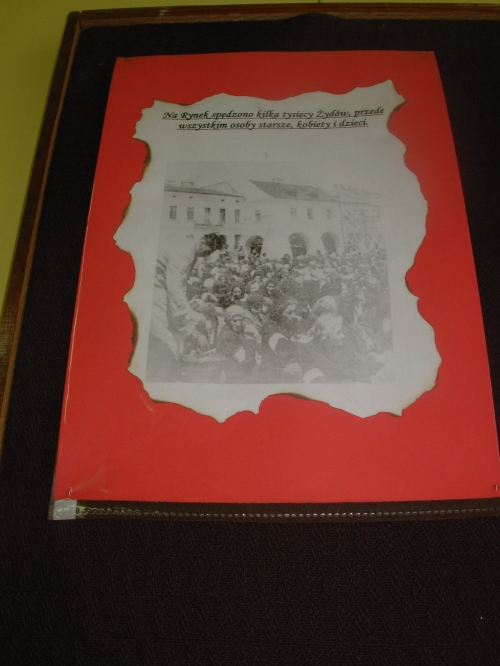 Na Rynek spędzono kilka tysięcy Żydów, przede
wszystkim osoby starsze, kobiety i dzieci.